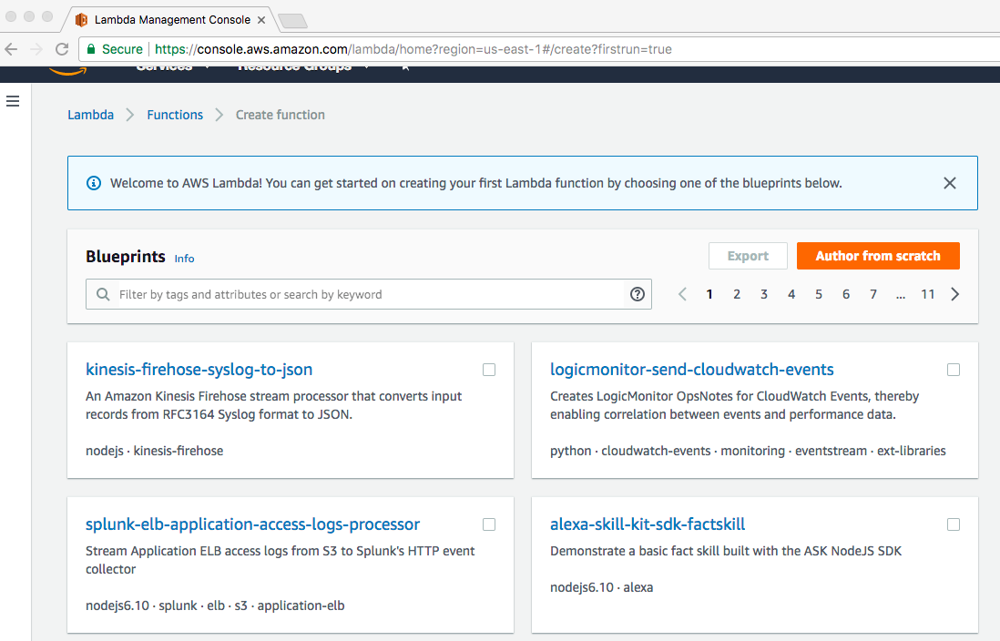 Lambda Management Console
Secure https://console.aws.amazon.com/lambda/home?region=us-east-1#/create?firstrun=true
Services Resource Groups
Lambda Functions Create function
Welcome to AWS Lambda! You can get started on creating your first Lambda function by choosing one of the blueprints below.
Blueprints Info Export Author from scratch
Filter by tags and attributes or search by keyword 1 2 3 4 5 6 7 ... 11
kinesis-firehose-syslog-to-json
An Amazon Kinesis Firehose stream processor that converts input
records from RFC3164 Syslog format to JSON.
nodejs · kinesis-firehose
logicmonitor-send-cloudwatch-events
Creates LogicMonitor OpsNotes for CloudWatch Events, thereby
enabling correlation between events and performance data.
python · cloudwatch-events · monitoring · eventstream · ext-libraries
splunk-elb-application-access-logs-processor
Stream Application ELB access logs from S3 to Splunk's HTTP event
collector
nodejs6.10 · splunk · elb · s3 · application-elb
alexa-skill-kit-sdk-factskill
Demonstrate a basic fact skill built with the ASK NodeJS SDK
nodejs6.10 · alexa